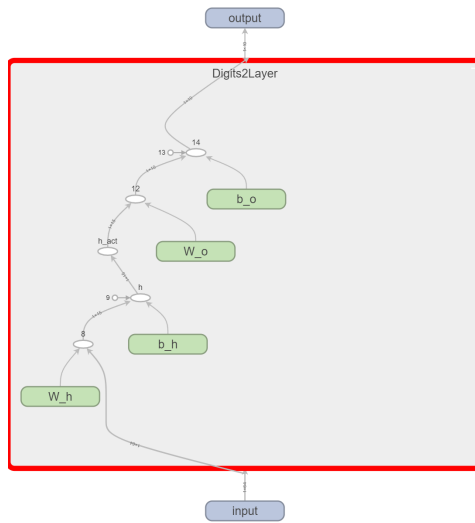 output
Digits2Layer
14
13
12
b_o
h_act
W_o
h
9
8
b_h
W_h
input